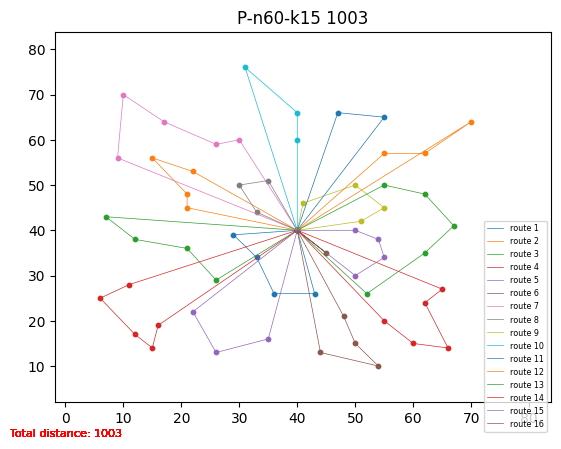 P-n60-k15 1003
80
70
60
50
40
30
20
10
0 10 20 30 40 50 60 70 80
route 1
route 2
route 3
route 4
route 5
route 6
route 7
route 8
route 9
route 10
route 11
route 12
route 13
route 14
route 15
route 16
Total distance: 1003